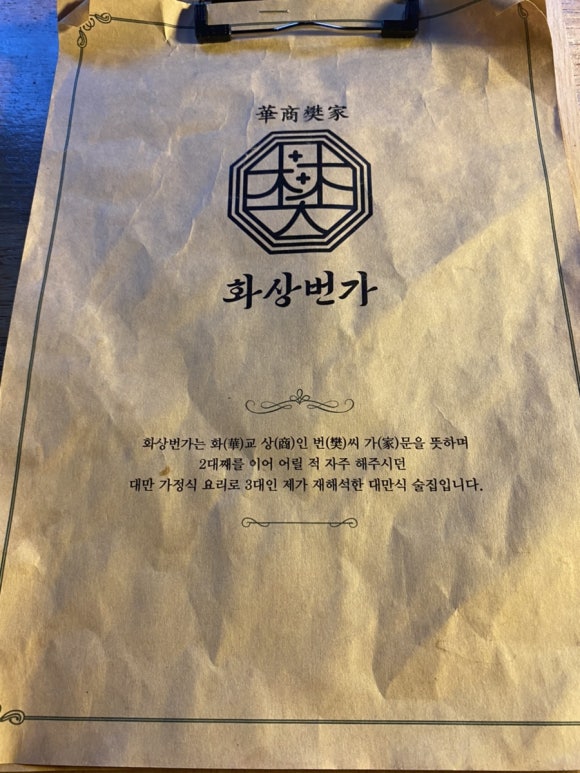 華商樊家
樊
화상번가
화상번가는 화(華)교 상(商)인 번(樊)씨 가(家)문을 뜻하며
2대째를 이어 어릴 적 자주 해주시던
대만 가정식 요리로 3대인 제가 재해석한 대만식 술집입니다.